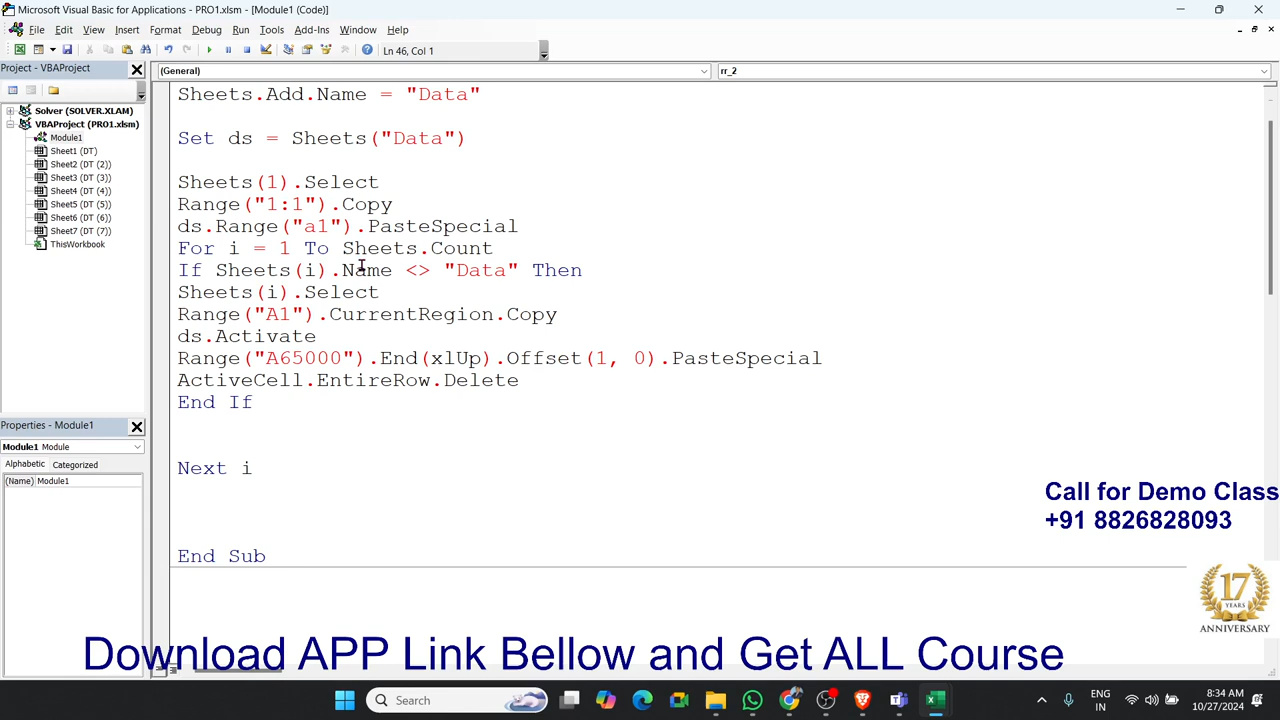 Microsoft Visual Basic for Applications - PRO1.xlsm - [Module1 (Code)]
File Edit View Insert Format Debug Run Tools Add-Ins Window Help
Ln 46, Col 1
Project - VBAProject
(General)
rr_2
Solver (SOLVER.XLAM)
VBAProject (PRO1.xlsm)
Module1
Sheet1 (DT)
Sheet2 (DT (2))
Sheet3 (DT (3))
Sheet4 (DT (4))
Sheet5 (DT (5))
Sheet6 (DT (6))
Sheet7 (DT (7))
ThisWorkbook
Sheets.Add.Name = "Data"
Set ds = Sheets("Data")
Sheets(1).Select
Range("1:1").Copy
ds.Range("a1").PasteSpecial
For i = 1 To Sheets.Count
If Sheets(i).Name <> "Data" Then
Sheets(i).Select
Range("A1").CurrentRegion.Copy
ds.Activate
Range("A65000").End(xlUp).Offset(1, 0).PasteSpecial
ActiveCell.EntireRow.Delete
End If
Next i
End Sub
Properties - Module1
Module1 Module
Alphabetic Categorized
(Name) Module1
Call for Demo Class
+91 8826828093
17
YEARS
ANNIVERSARY
Download APP Link Bellow and Get ALL Course
Search
ENG
IN
8:34 AM
10/27/2024